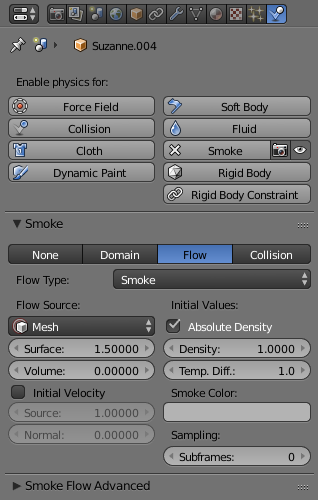 Suzanne.004
Enable physics for:
Force Field
Soft Body
Collision
Fluid
Cloth
Smoke
Dynamic Paint
Rigid Body
Rigid Body Constraint
Smoke
None Domain Flow Collision
Flow Type: Smoke
Flow Source: Initial Values:
Mesh Absolute Density
Surface: 1.50000 Density: 1.0000
Volume: 0.00000 Temp. Diff.: 1.0
Initial Velocity Smoke Color:
Source: 1.00000
Normal: 0.00000 Sampling:
Subframes: 0
Smoke Flow Advanced